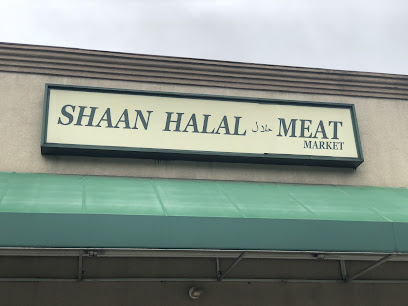 SHAAN HALAL حلال MEAT
MARKET